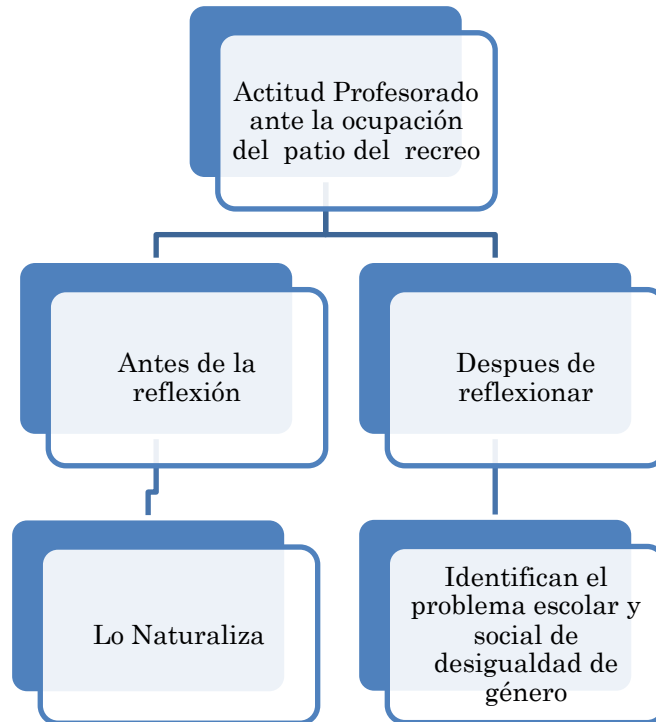 Actitud Profesorado
ante la ocupación
del  patio del  recreo
Antes de la
reflexión
Despues de
reflexionar
Lo Naturaliza
Identifican el
problema escolar y
social de
desigualdad de
género